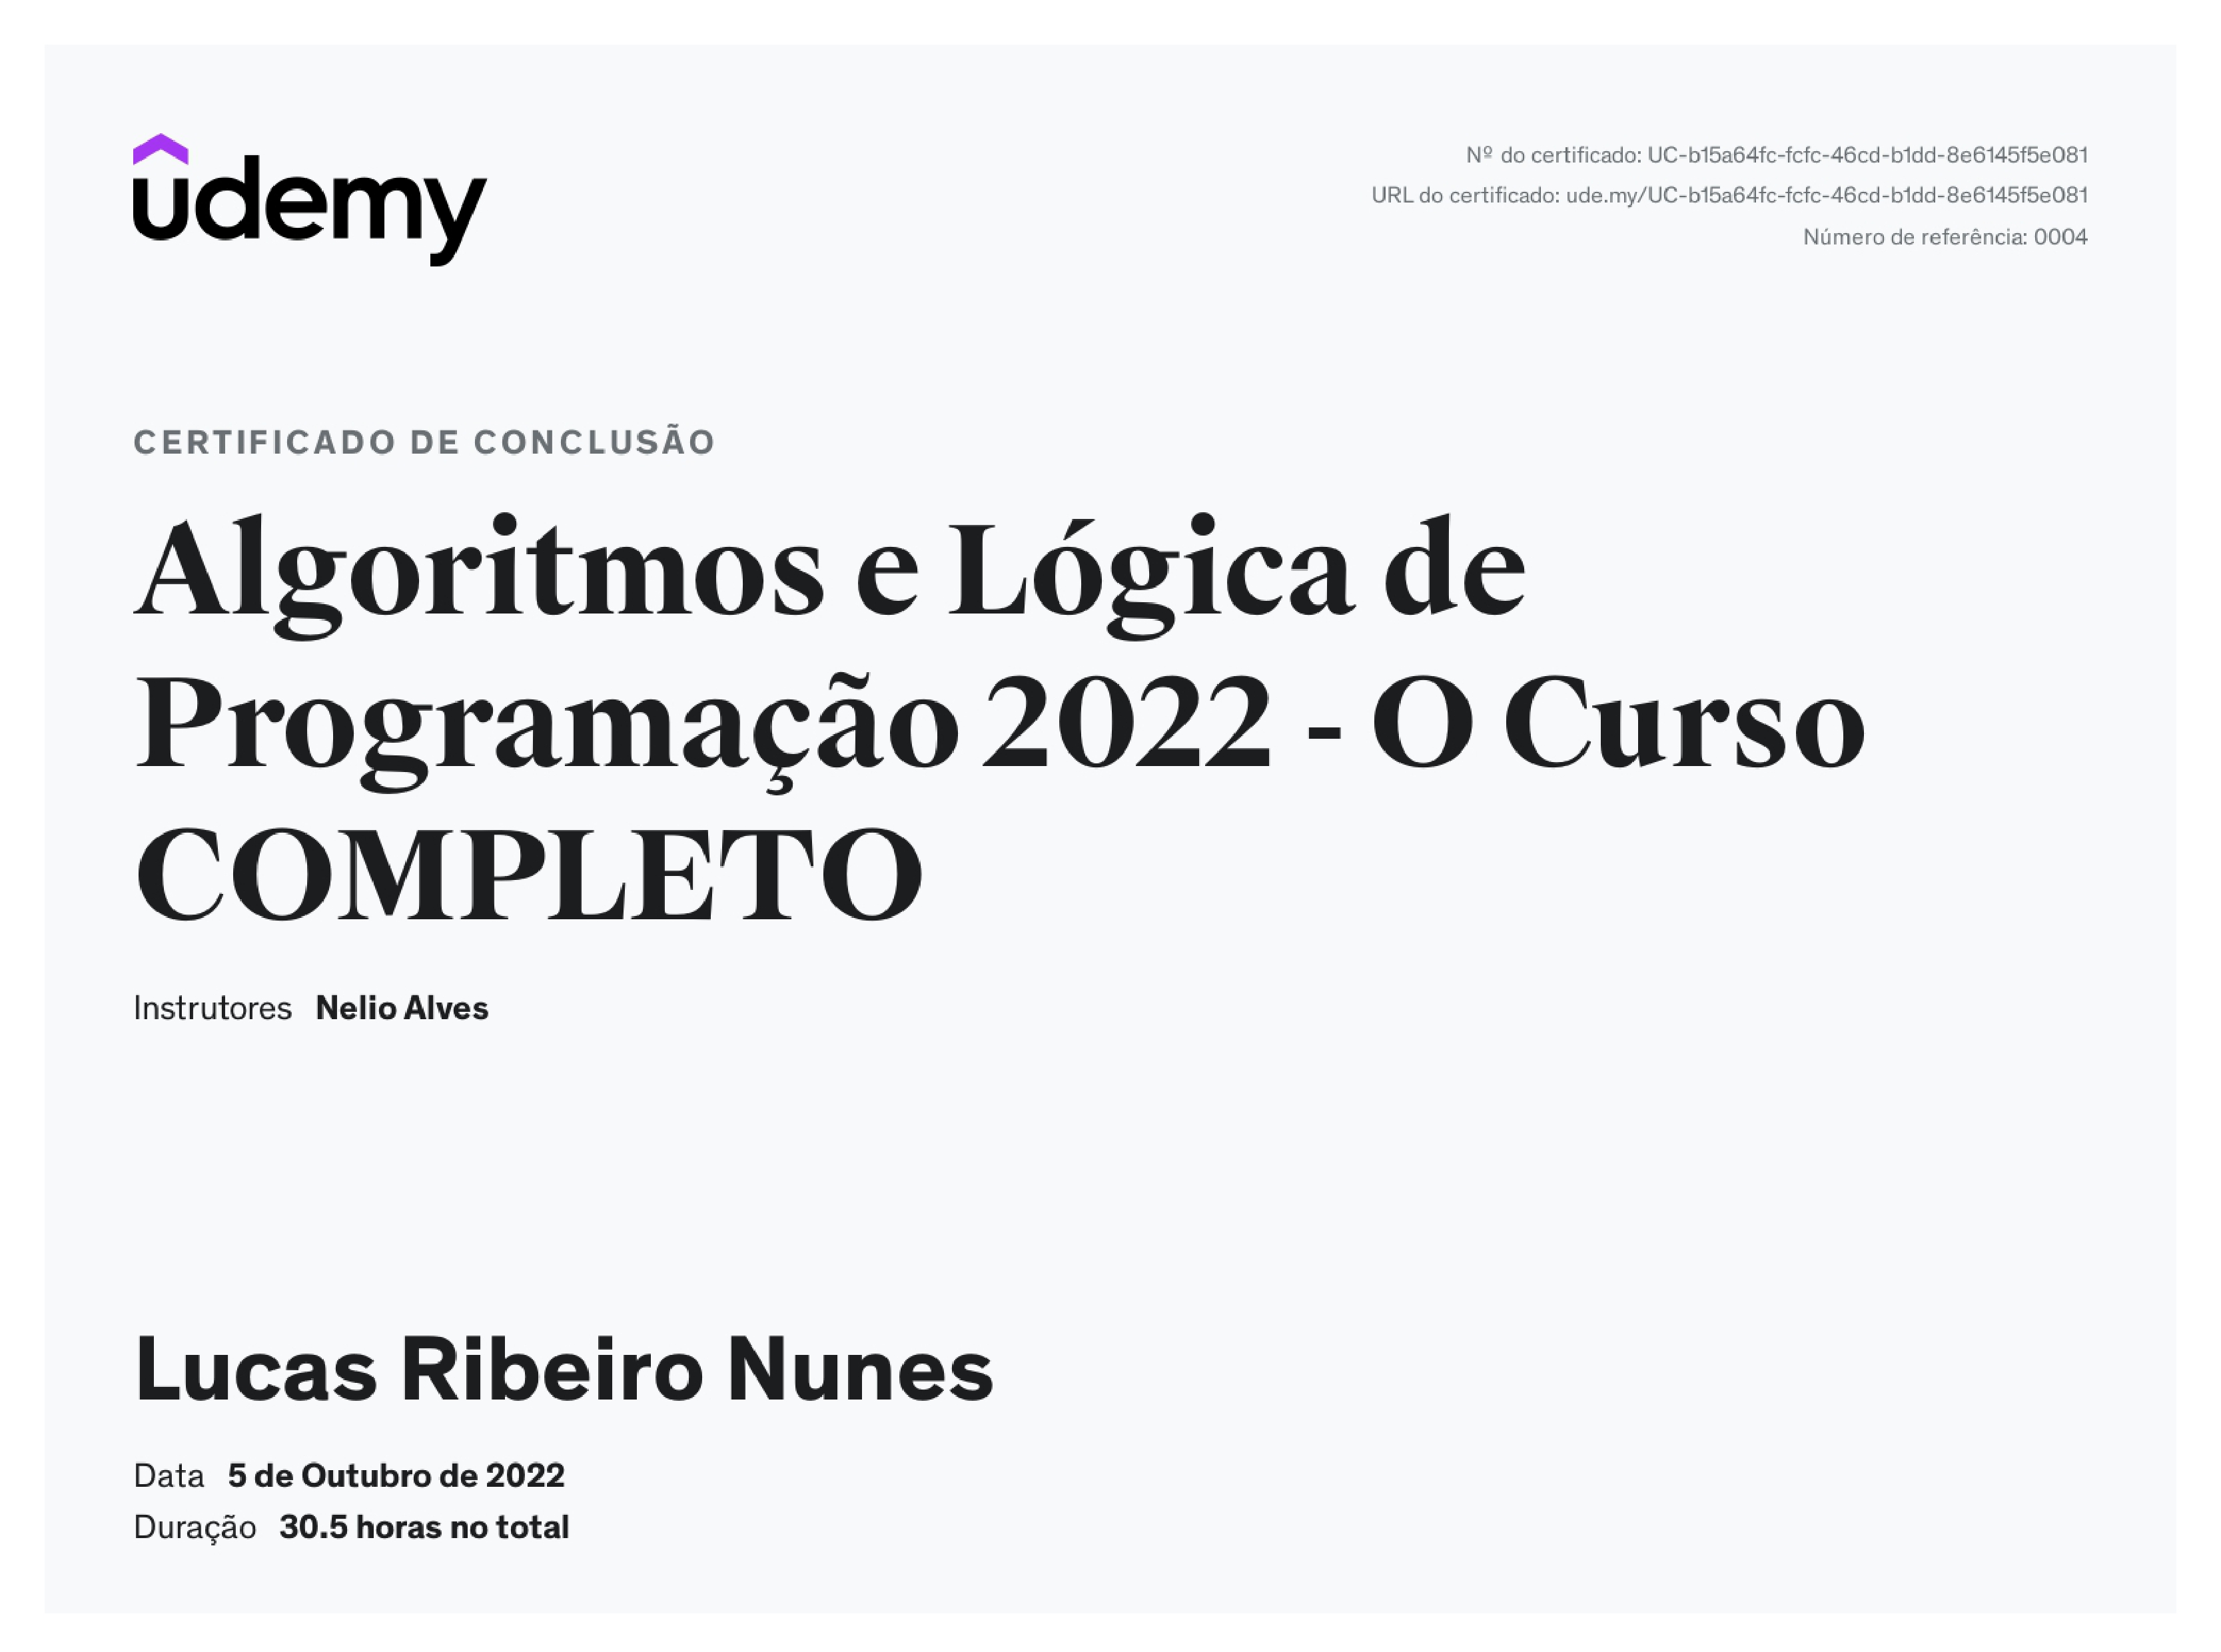 udemy
Nº do certificado: UC-b15a64fc-fcfc-46cd-b1dd-8e6145f5e081
URL do certificado: ude.my/UC-b15a64fc-fcfc-46cd-b1dd-8e6145f5e081
Número de referência: 0004
CERTIFICADO DE CONCLUSÃO
Algoritmos e Lógica de
Programação 2022 - O Curso
COMPLETO
Instrutores Nelio Alves
Lucas Ribeiro Nunes
Data 5 de Outubro de 2022
Duração 30.5 horas no total